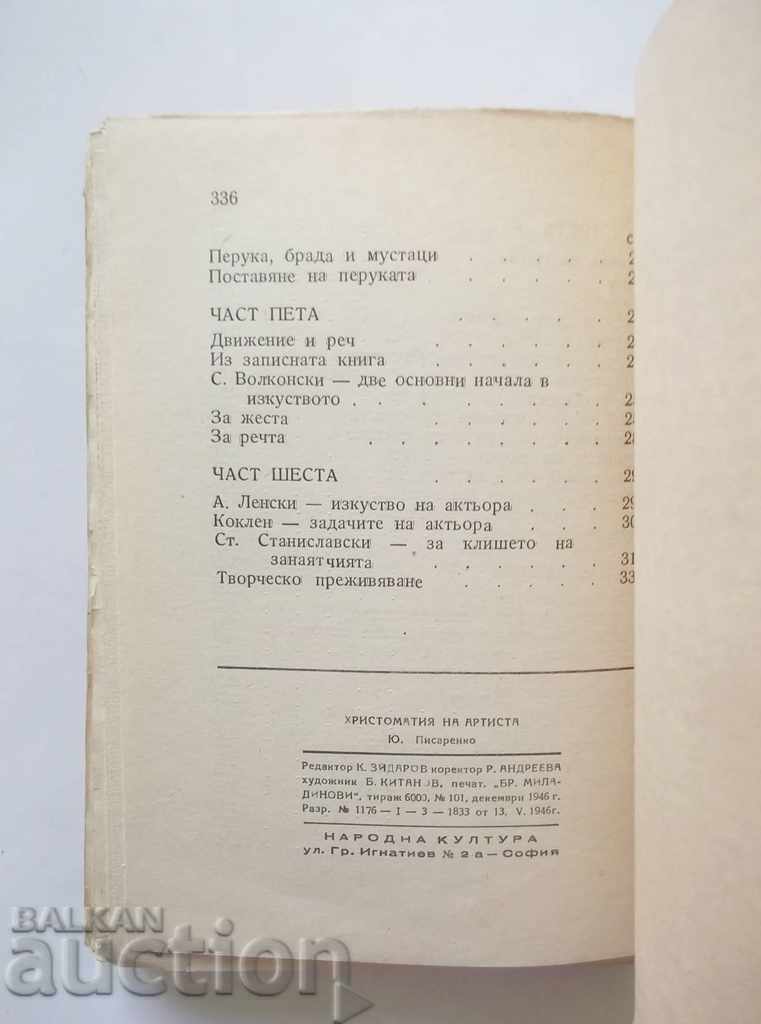 336
Перука, брада и мустаци . . . . .
Поставяне на перуката . . . . .
ЧАСТ ПЕТА . . . . .
Движение и реч . . . . . .
Из записната книга . . . . .
С. Волконски — две основни начала в
изкуството . . . . . . . .
За жеста . . . . . .
За речта . . . . . . . .
ЧАСТ ШЕСТА . . . . . .
А. Ленски — изкуство на актьора . . .
Коклен — задачите на актьора . . .
Ст. Станиславски — за клишето на
занаятчията . . . . . .
Творческо преживяване . . . . .
ХРИСТОМАТИЯ НА АРТИСТА
Ю. Писаренко
Редактор К. ЗИДАРОВ коректор Р. АНДРЕЕВА
художник Б. КИТАНОВ, печат. „БР. МИЛА-
ДИНОВИ“, тираж 6000, № 101, декември 1946 г.
Разр. № 1176 — I — 3 — 1833 от 13. V. 1946г.
НАРОДНА КУЛТУРА
ул. Гр. Игнатиев № 2 а — София
BALKAN
auction